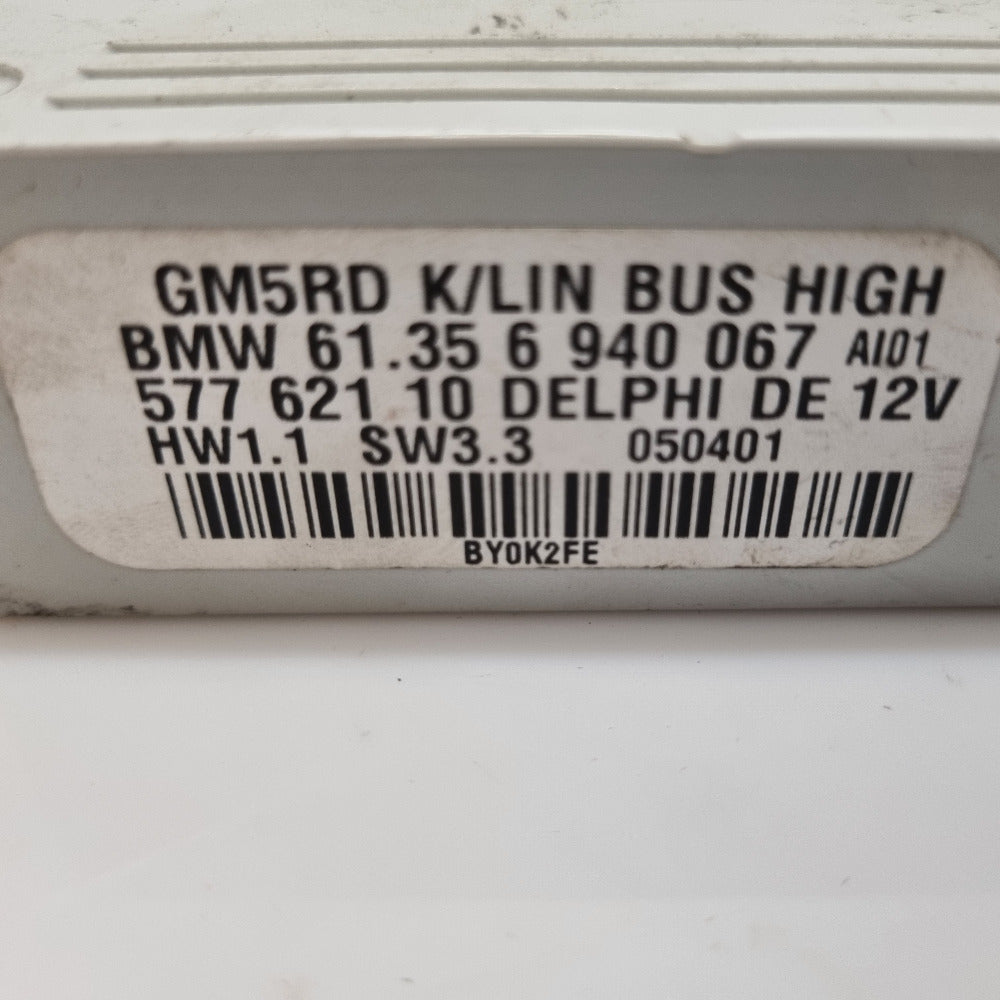 GM5RD K/LIN BUS HIGH
BMW 61.35 6 940 067 AI01
577 621 10 DELPHI DE 12V
HW1.1 SW3.3 050401
BY0K2FE